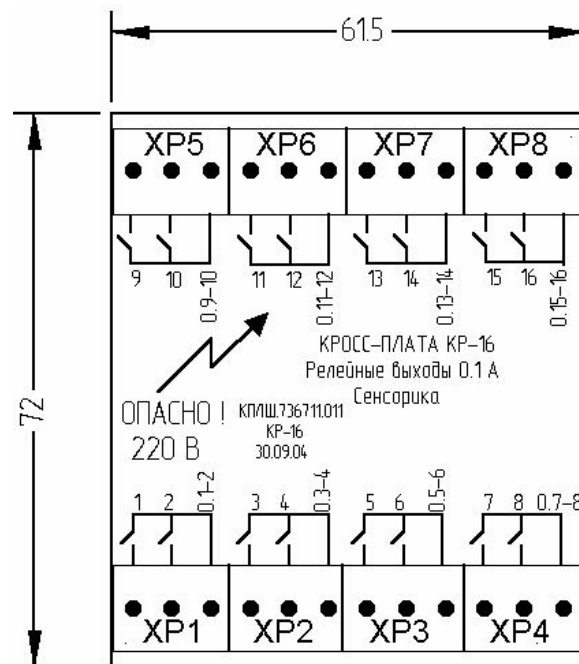 61.5
XP5 XP6 XP7 XP8
9 10 0.9-10 11 12 0.11-12 13 14 0.13-14 15 16 0.15-16
КРОСС-ПЛАТА КР-16
Релейные выходы 0.1 А
Сенсорика
72
ОПАСНО !
220 В
КПЛШ.736711.011
КР-16
30.09.04
1 2 0.1-2 3 4 0.3-4 5 6 0.5-6 7 8 0.7-8
XP1 XP2 XP3 XP4